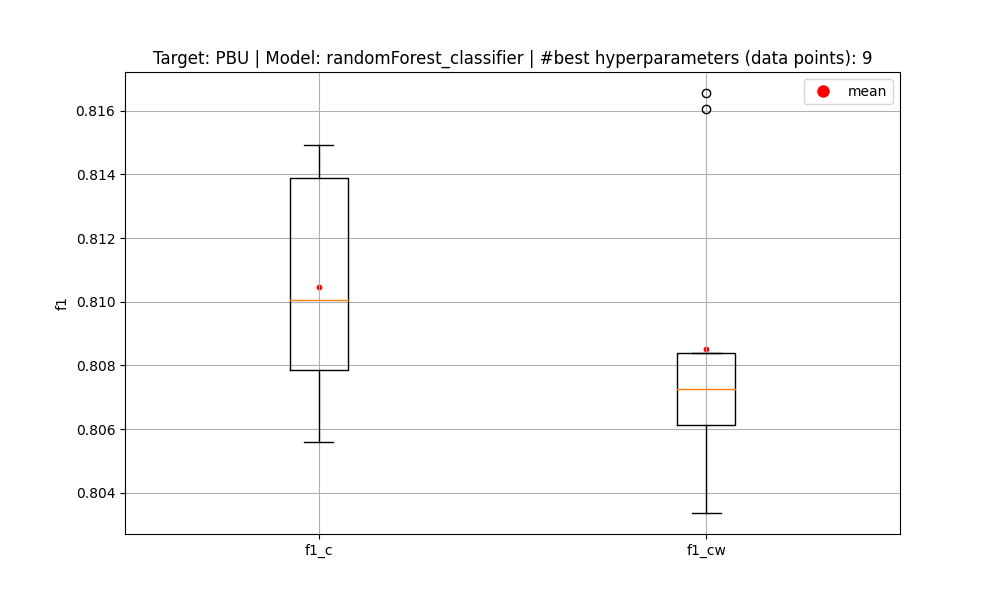 Target: PBU | Model: randomForest_classifier | #best hyperparameters (data points): 9
mean
0.816
0.814
0.812
0.810
0.808
0.806
0.804
f1
f1_c
f1_cw